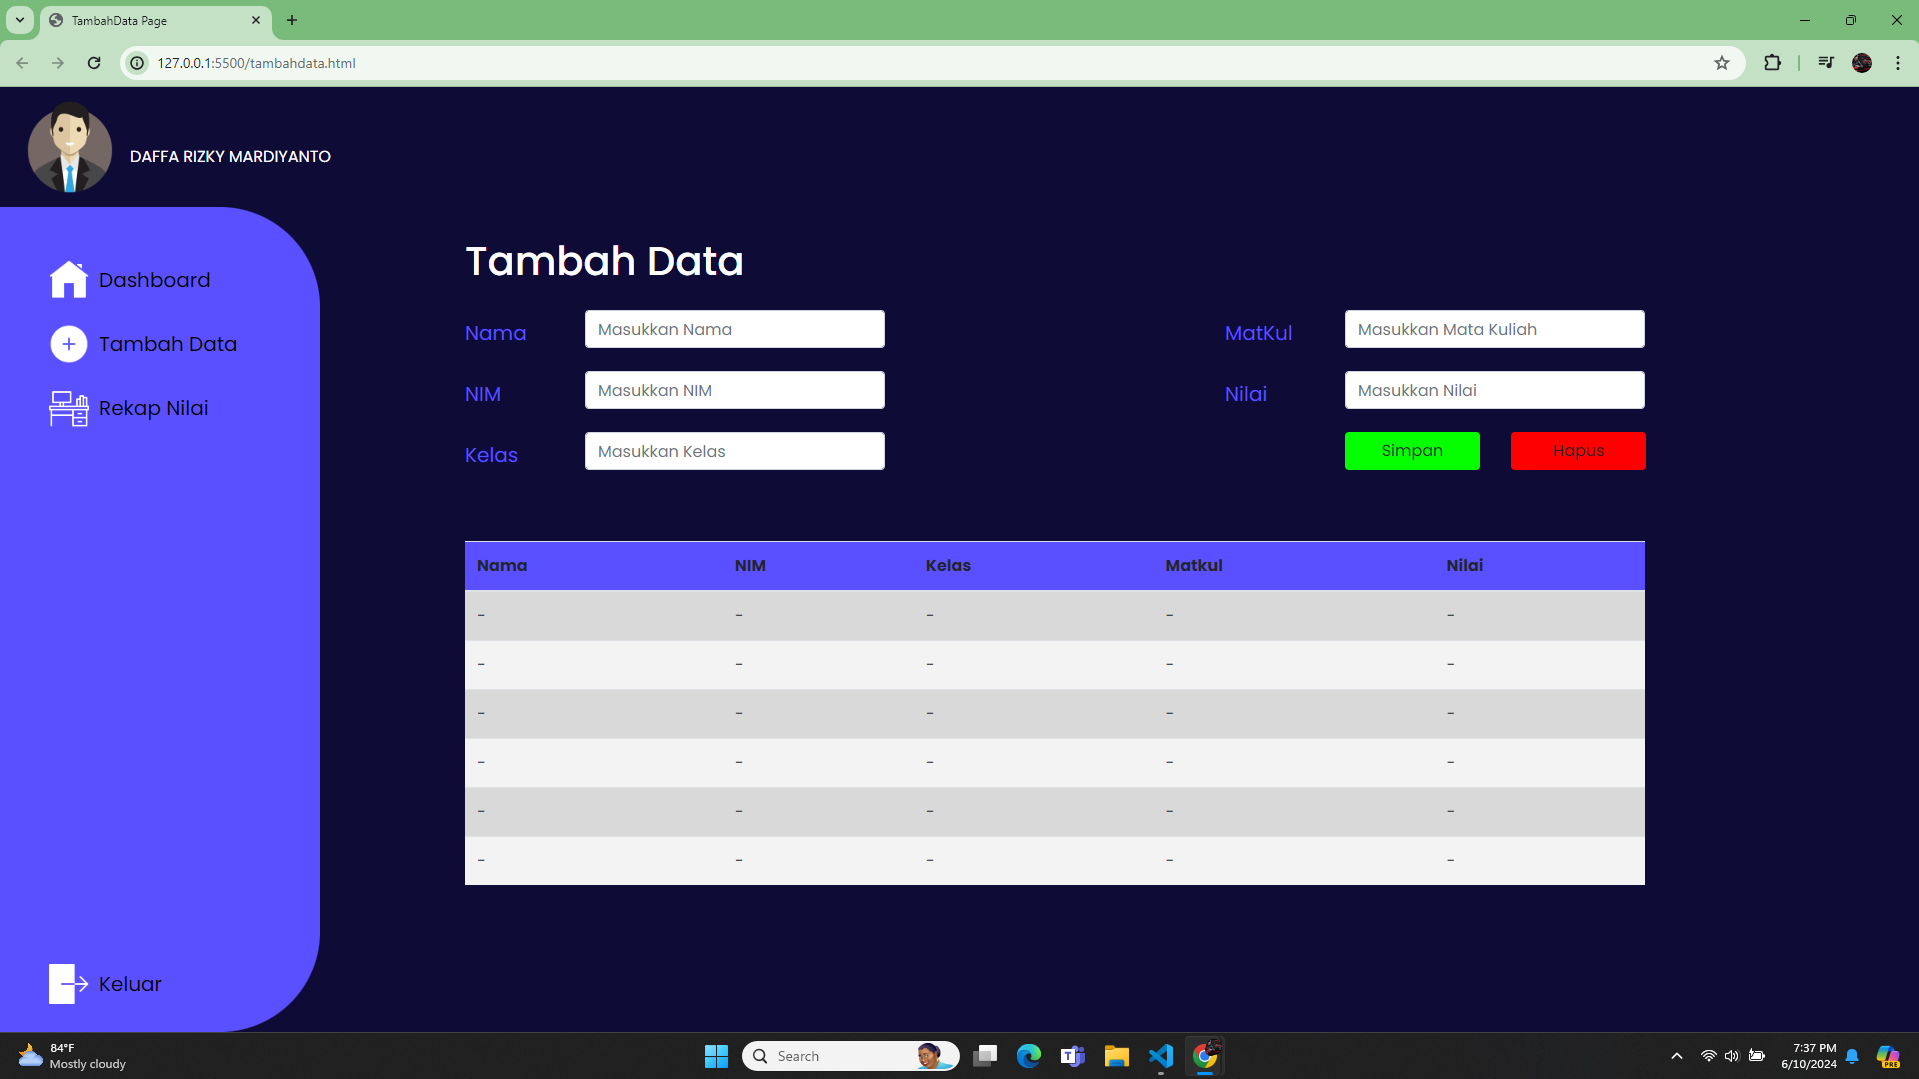 TambahData Page
127.0.0.1:5500/tambahdata.html
DAFFA RIZKY MARDIYANTO
Dashboard
Tambah Data
Rekap Nilai
Keluar
Tambah Data
Nama Masukkan Nama MatKul Masukkan Mata Kuliah
NIM Masukkan NIM Nilai Masukkan Nilai
Kelas Masukkan Kelas Simpan Hapus
Nama NIM Kelas Matkul Nilai
- - - - -
- - - - -
- - - - -
- - - - -
- - - - -
- - - - -
84°F
Mostly cloudy
Search
7:37 PM
6/10/2024
PRE